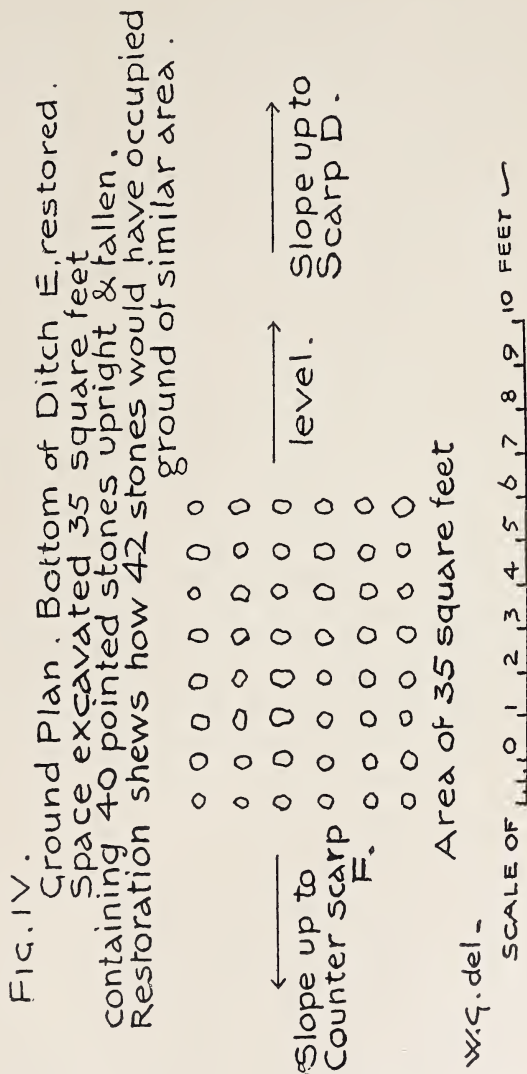 FIG. IV.
Ground Plan. Bottom of Ditch E, restored.
Space excavated 35 square feet
containing 40 pointed stones upright & fallen.
Restoration shews how 42 stones would have occupied
ground of similar area.
Slope up to
Counter scarp
F.
level.
Slope up to
Scarp D.
Area of 35 square feet
W.G. del-
SCALE OF 0 1 2 3 4 5 6 7 8 9 10 FEET